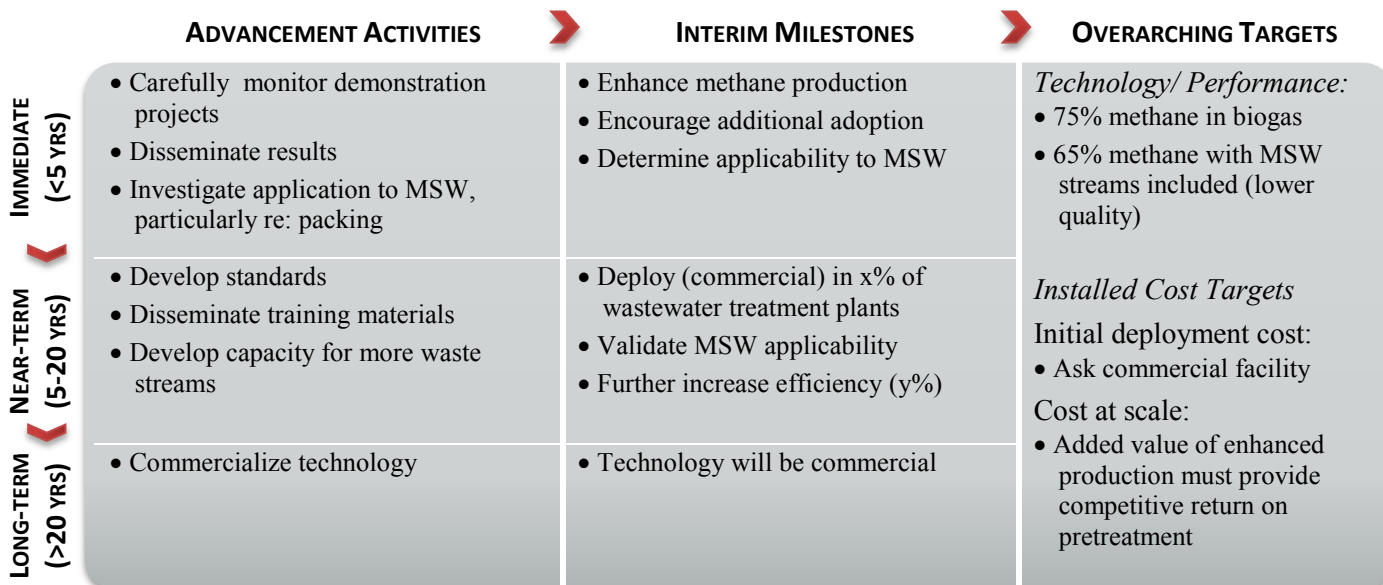 ADVANCEMENT ACTIVITIES
INTERIM MILESTONES
OVERARCHING TARGETS
IMMEDIATE
(<5 YRS)
• Carefully monitor demonstration
projects
• Disseminate results
• Investigate application to MSW,
particularly re: packing
• Enhance methane production
• Encourage additional adoption
• Determine applicability to MSW
NEAR-TERM
(5-20 YRS)
• Develop standards
• Disseminate training materials
• Develop capacity for more waste
streams
• Deploy (commercial) in x% of
wastewater treatment plants
• Validate MSW applicability
• Further increase efficiency (y%)
LONG-TERM
(>20 YRS)
• Commercialize technology
• Technology will be commercial
Technology/ Performance:
• 75% methane in biogas
• 65% methane with MSW
streams included (lower
quality)
Installed Cost Targets
Initial deployment cost:
• Ask commercial facility
Cost at scale:
• Added value of enhanced
production must provide
competitive return on
pretreatment